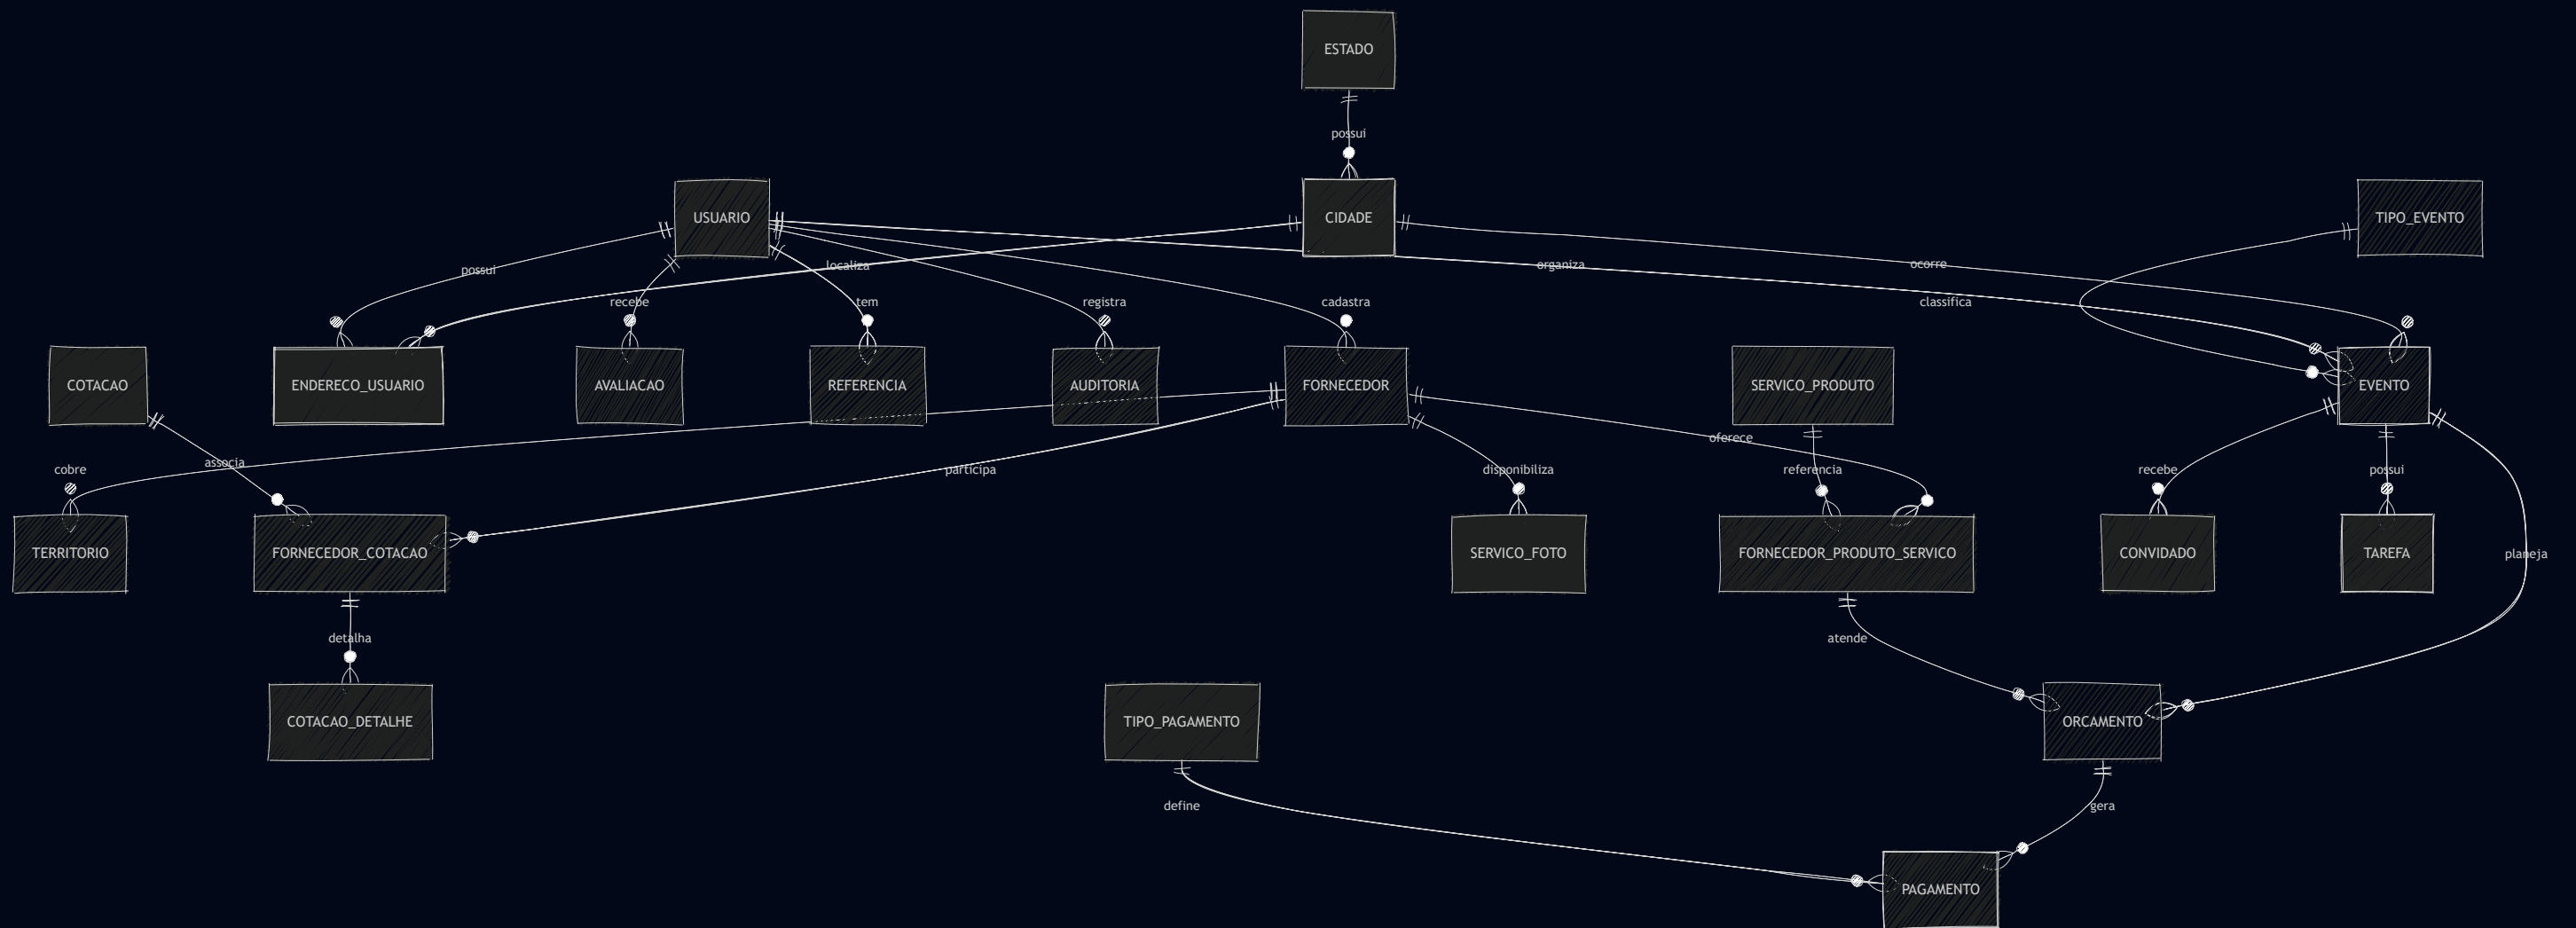 ESTADO
possui
USUARIO
CIDADE
TIPO_EVENTO
possui
localiza
organiza
ocorre
recebe
tem
registra
cadastra
classifica
COTACAO
ENDERECO_USUARIO
AVALIACAO
REFERENCIA
AUDITORIA
FORNECEDOR
SERVICO_PRODUTO
EVENTO
oferece
associa
cobre
participa
disponibiliza
referencia
recebe
possui
TERRITORIO
FORNECEDOR_COTACAO
SERVICO_FOTO
FORNECEDOR_PRODUTO_SERVICO
CONVIDADO
TAREFA
planeja
detalha
atende
COTACAO_DETALHE
TIPO_PAGAMENTO
ORCAMENTO
define
gera
PAGAMENTO